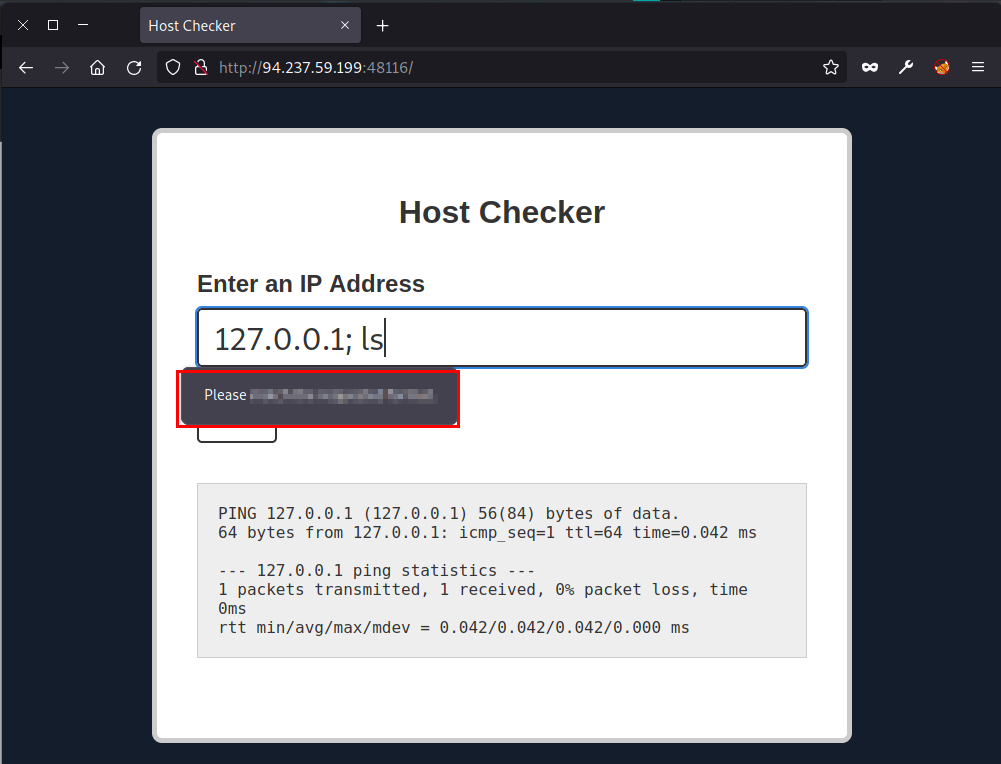 Host Checker
http://94.237.59.199:48116/
Host Checker
Enter an IP Address
127.0.0.1; ls
Please
PING 127.0.0.1 (127.0.0.1) 56(84) bytes of data.
64 bytes from 127.0.0.1: icmp_seq=1 ttl=64 time=0.042 ms
--- 127.0.0.1 ping statistics ---
1 packets transmitted, 1 received, 0% packet loss, time
0ms
rtt min/avg/max/mdev = 0.042/0.042/0.042/0.000 ms